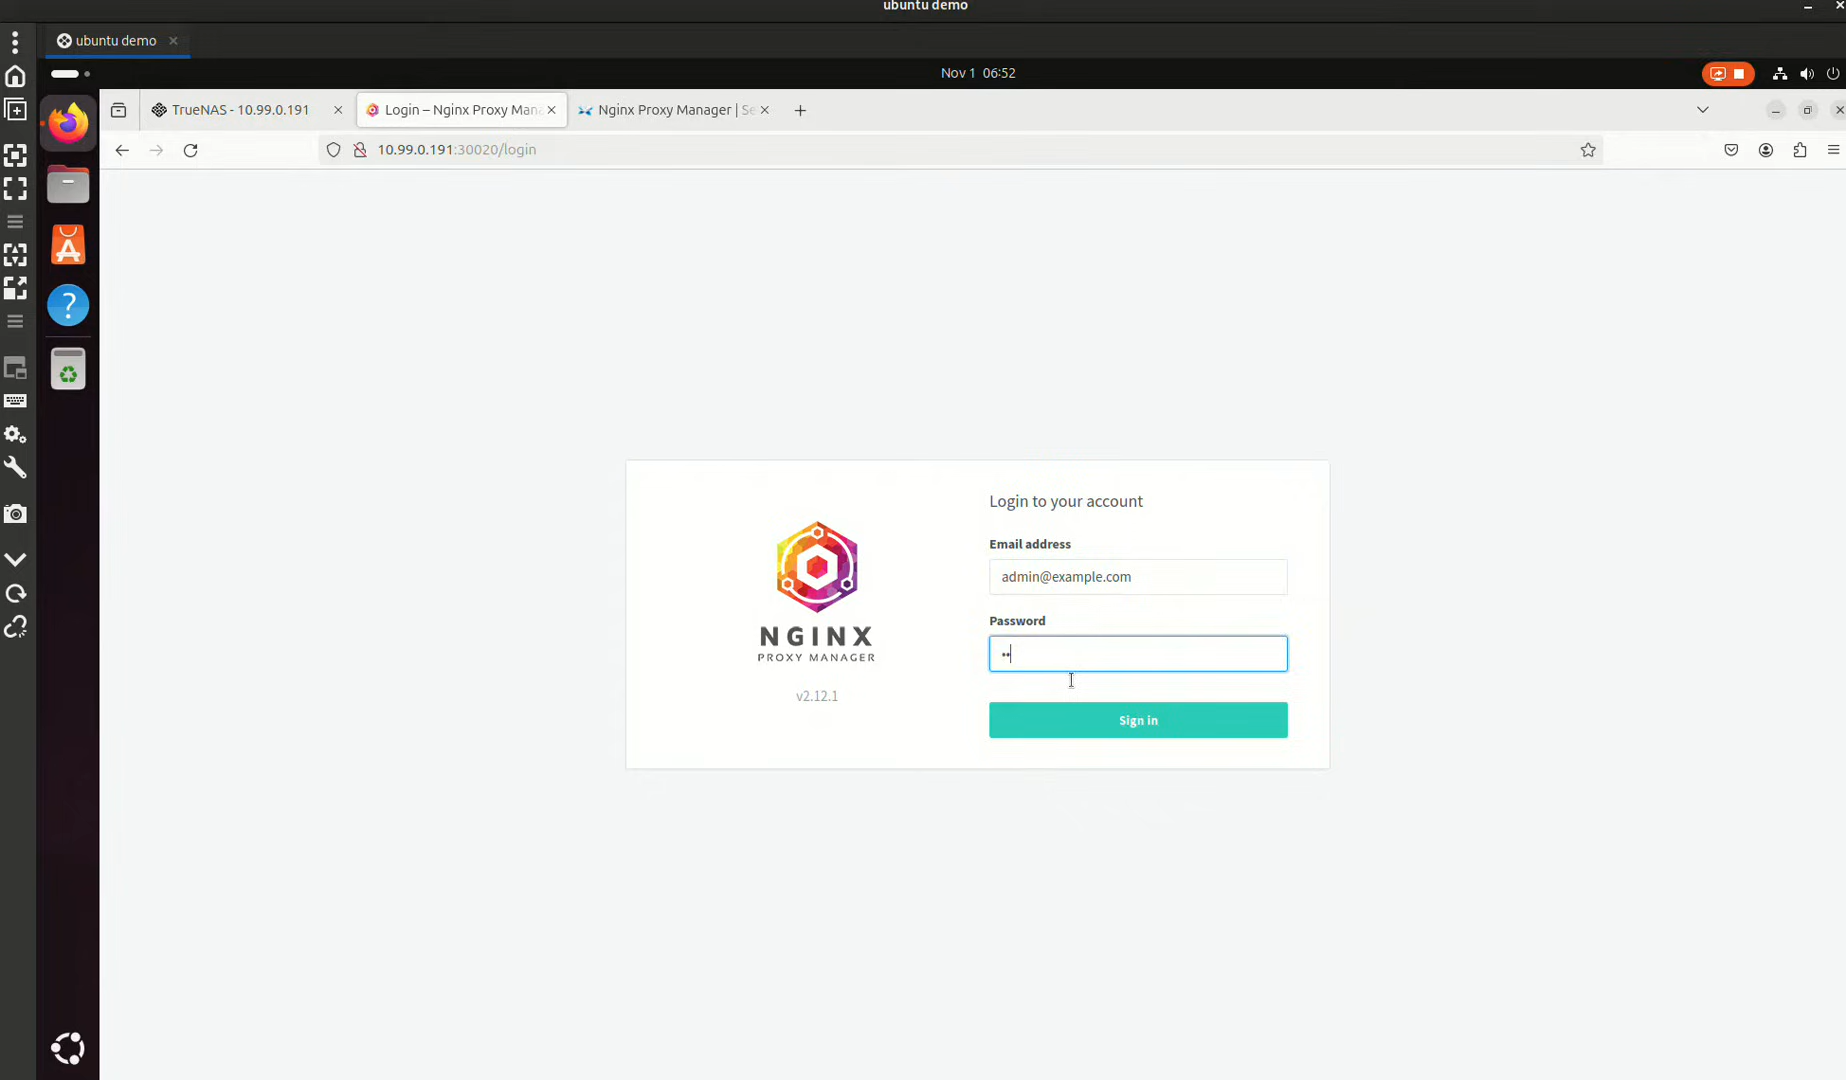 ubuntu demo
ubuntu demo
Nov 1 06:52
TrueNAS - 10.99.0.191
Login – Nginx Proxy Mana
Nginx Proxy Manager | Se
10.99.0.191:30020/login
Login to your account
Email address
admin@example.com
Password
Sign in
NGINX
PROXY MANAGER
v2.12.1